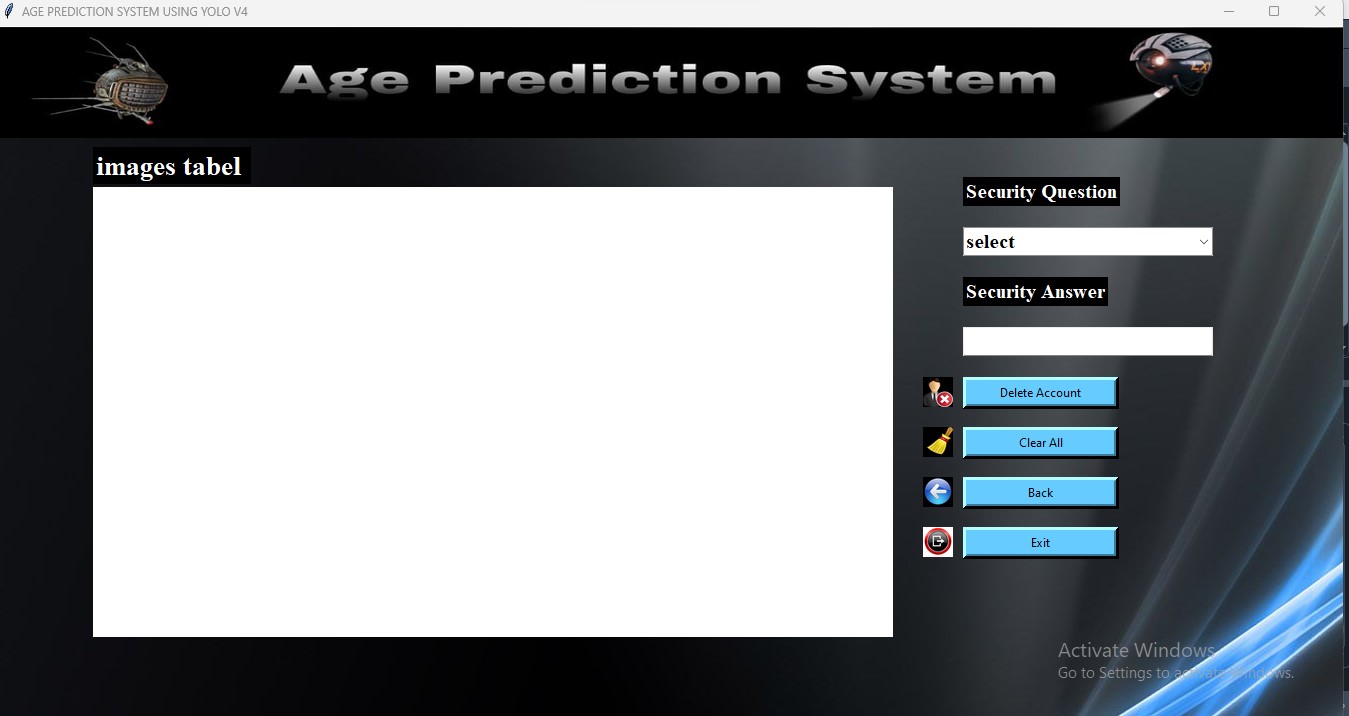 AGE PREDICTION SYSTEM USING YOLO V4
Age Prediction System
images tabel
Security Question
select
Security Answer
Delete Account
Clear All
Back
Exit
Activate Windows
Go to Settings to activate Windows.